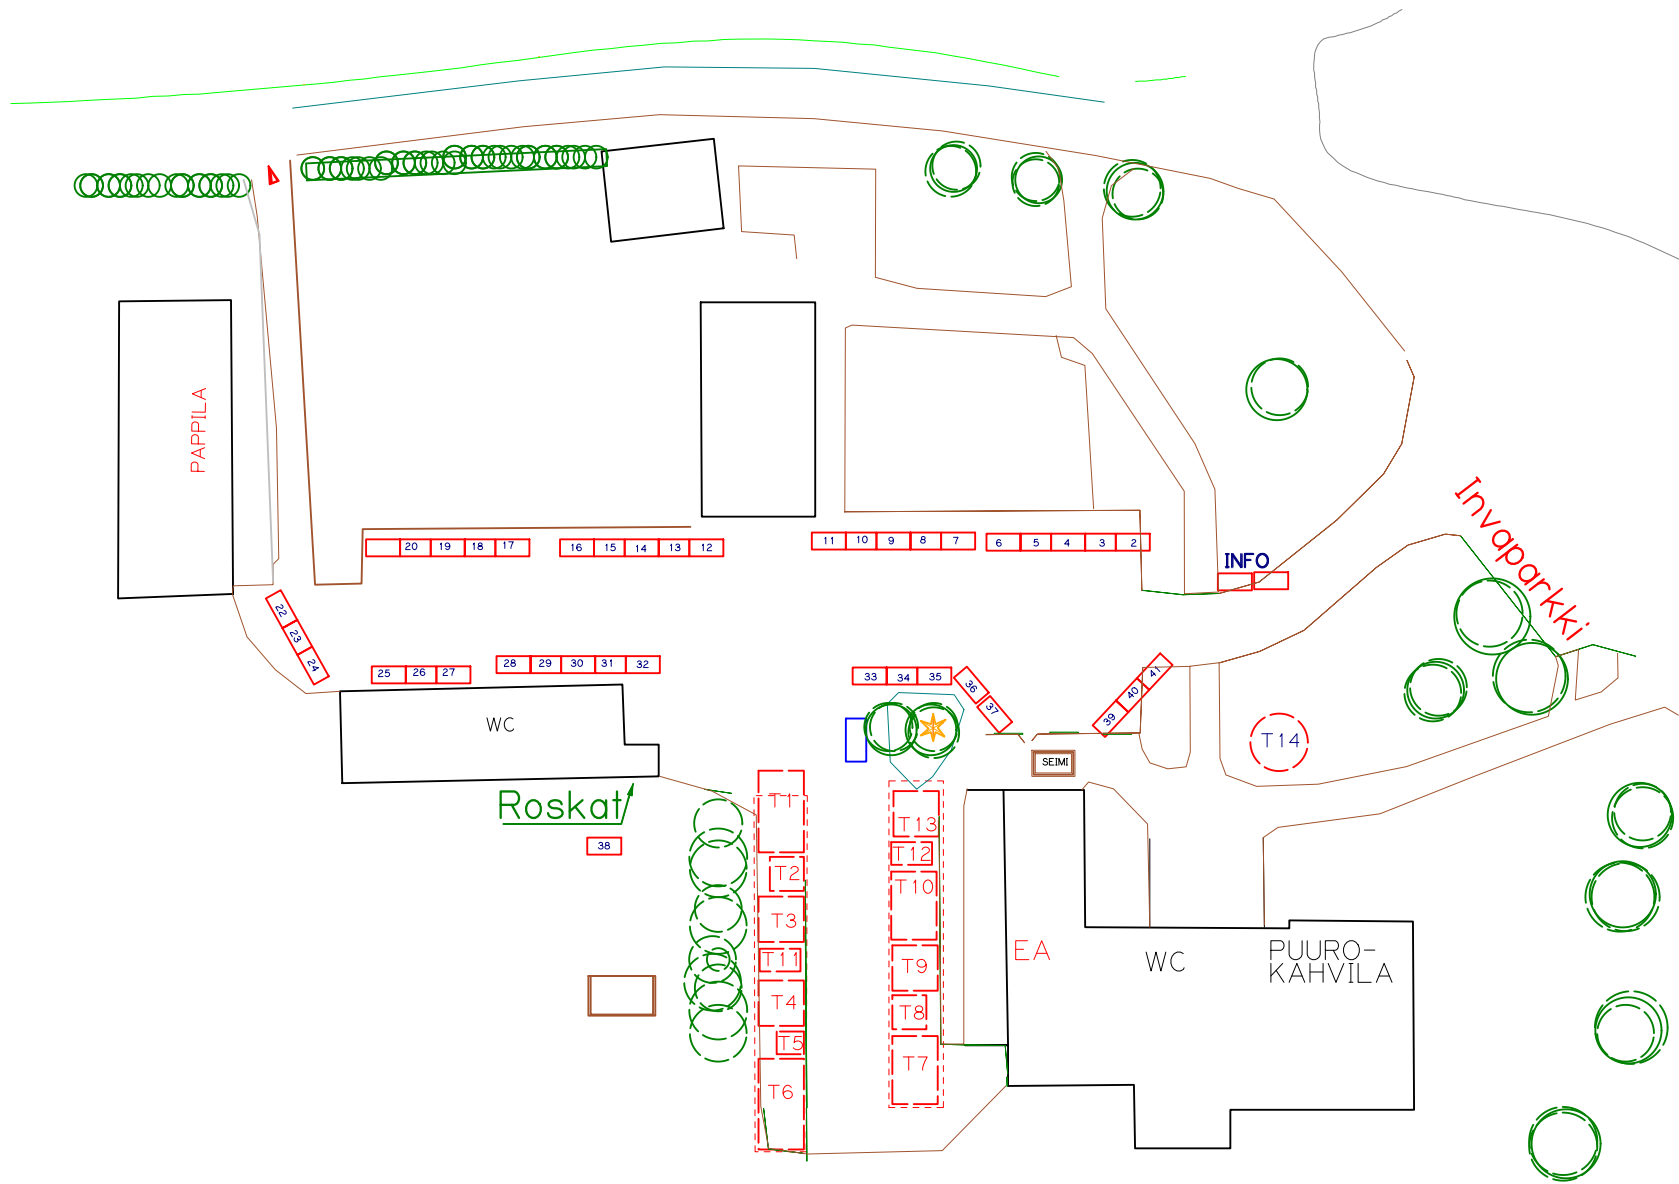 PAPPILA
20 19 18 17
16 15 14 13 12
11 10 9 8 7
6 5 4 3 2
INFO
Invaparkki
22
23
24
25 26 27
28 29 30 31 32
33 34 35
36
37
39
40
41
WC
T14
SEIMI
Roskat
38
T1
T2
T3
T11
T4
T5
T6
T13
T12
T10
T9
T8
T7
EA
WC
PUURO-
KAHVILA